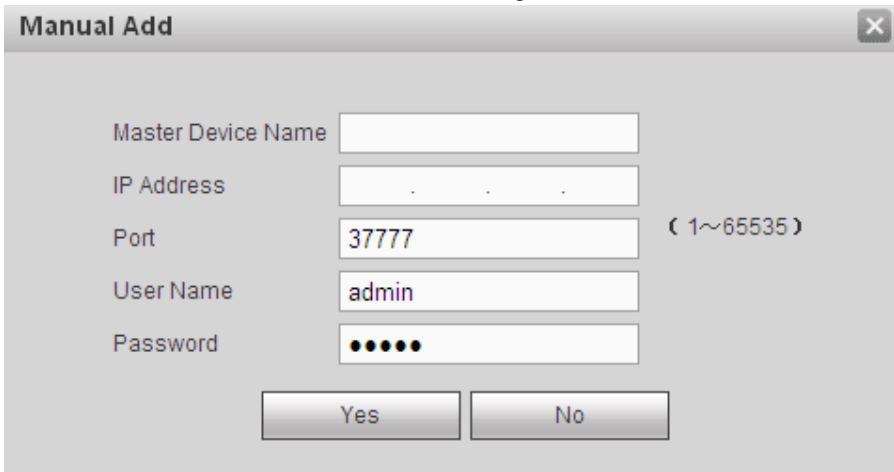 Manual Add
Master Device Name
IP Address . . .
Port 37777 (1～65535)
User Name admin
Password •••••
Yes No